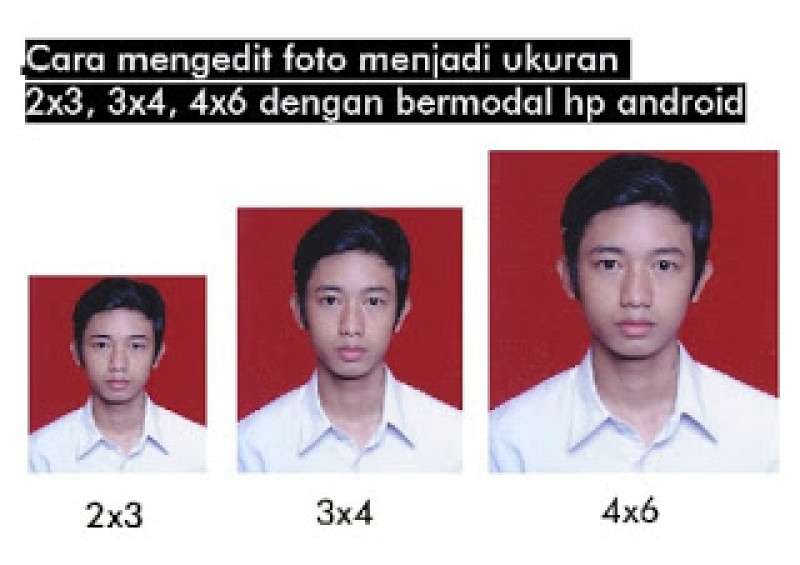 Cara mengedit foto menjadi ukuran
2x3, 3x4, 4x6 dengan bermodal hp android
2x3
3x4
4x6